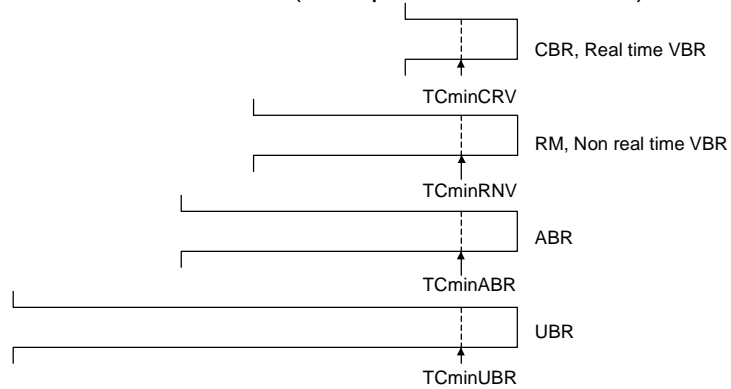 CBR, Real time VBR
TCminCRV
RM, Non real time VBR
TCminRNV
ABR
TCminABR
UBR
TCminUBR